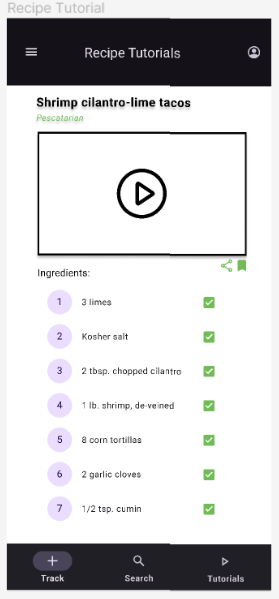 Recipe Tutorial
Recipe Tutorials
Shrimp cilantro-lime tacos
Pescatarian
Ingredients:
1 3 limes
2 Kosher salt
3 2 tbsp. chopped cilantro
4 1 lb. shrimp, de-veined
5 8 corn tortillas
6 2 garlic cloves
7 1/2 tsp. cumin
Track Search Tutorials